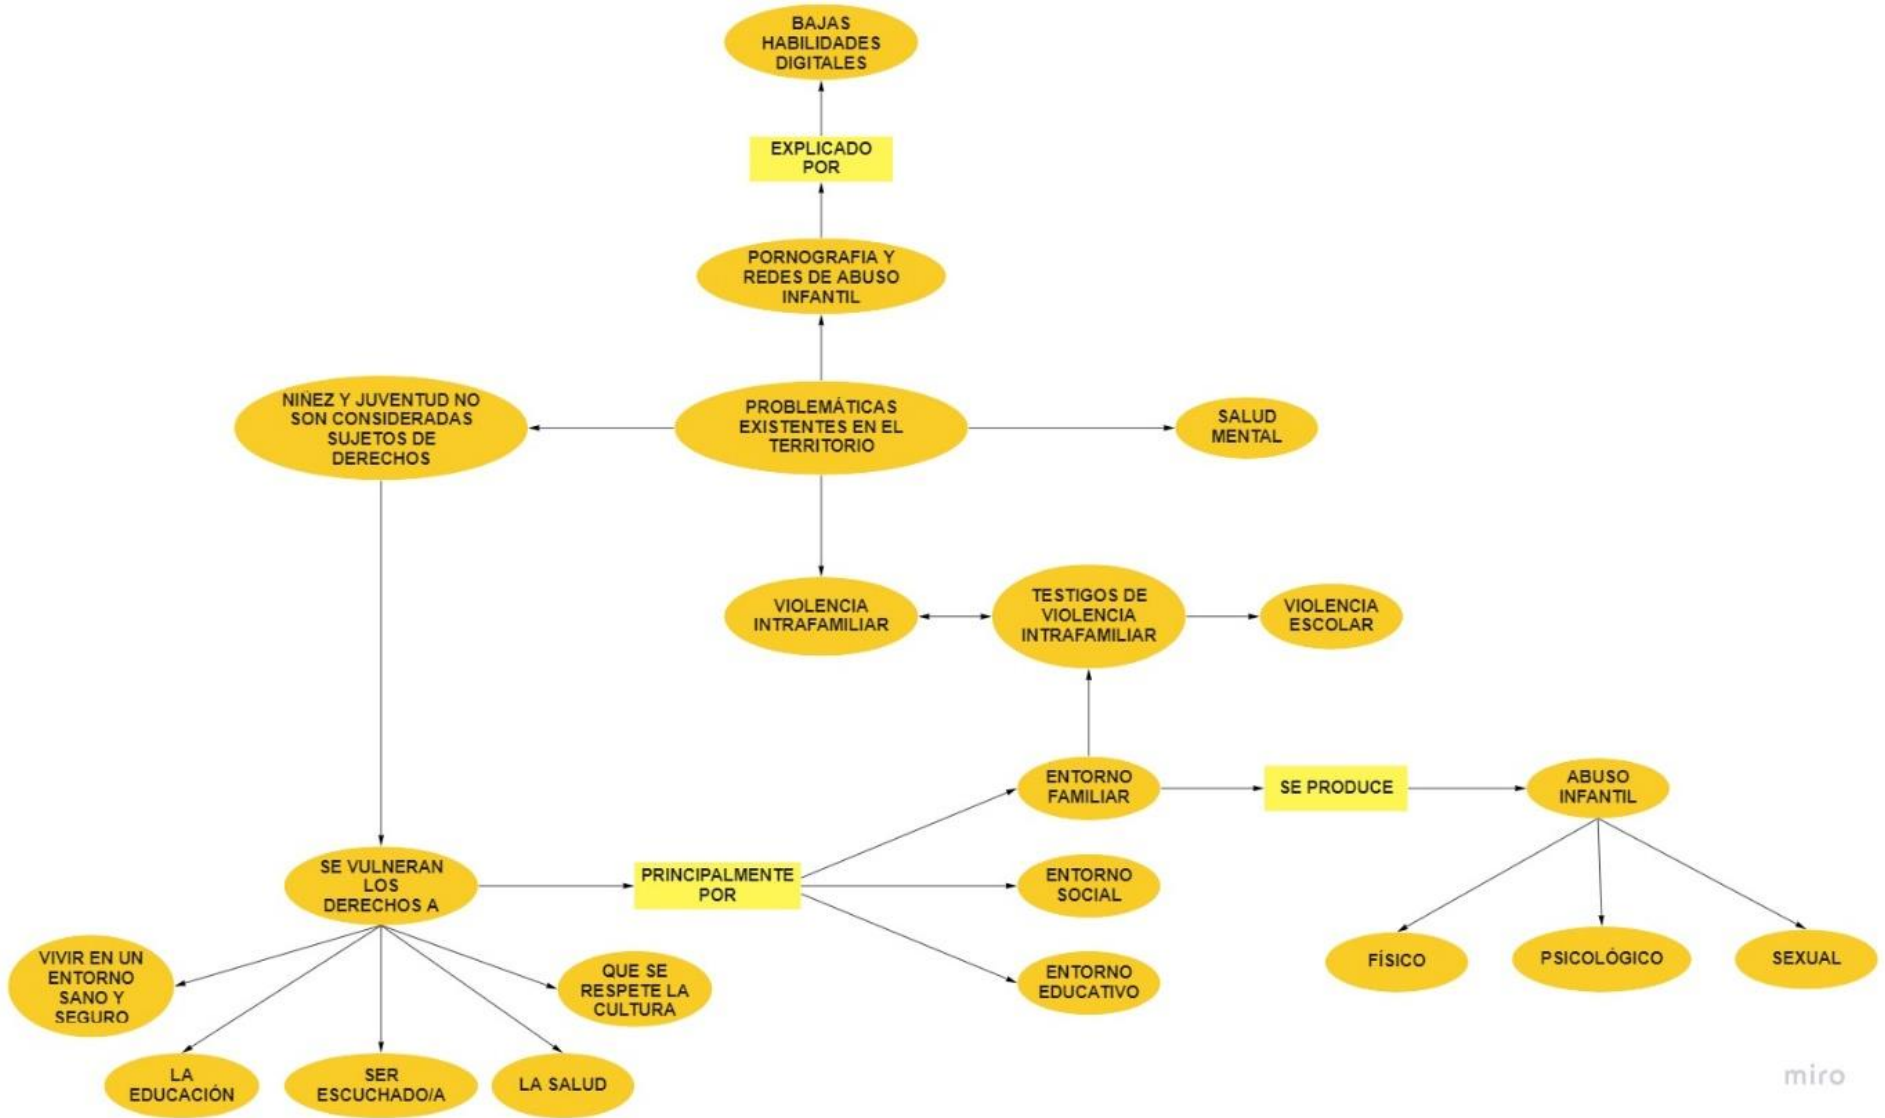 BAJAS
HABILIDADES
DIGITALES
EXPLICADO
POR
PORNOGRAFIA Y
REDES DE ABUSO
INFANTIL
NIÑEZ Y JUVENTUD NO
SON CONSIDERADAS
SUJETOS DE
DERECHOS
PROBLEMÁTICAS
EXISTENTES EN EL
TERRITORIO
SALUD
MENTAL
VIOLENCIA
INTRAFAMILIAR
TESTIGOS DE
VIOLENCIA
INTRAFAMILIAR
VIOLENCIA
ESCOLAR
ENTORNO
FAMILIAR
SE PRODUCE
ABUSO
INFANTIL
SE VULNERAN
LOS
DERECHOS A
PRINCIPALMENTE
POR
ENTORNO
SOCIAL
ENTORNO
EDUCATIVO
FÍSICO
PSICOLÓGICO
SEXUAL
VIVIR EN UN
ENTORNO
SANO Y
SEGURO
QUE SE
RESPETE LA
CULTURA
LA
EDUCACIÓN
SER
ESCUCHADO/A
LA SALUD
miro